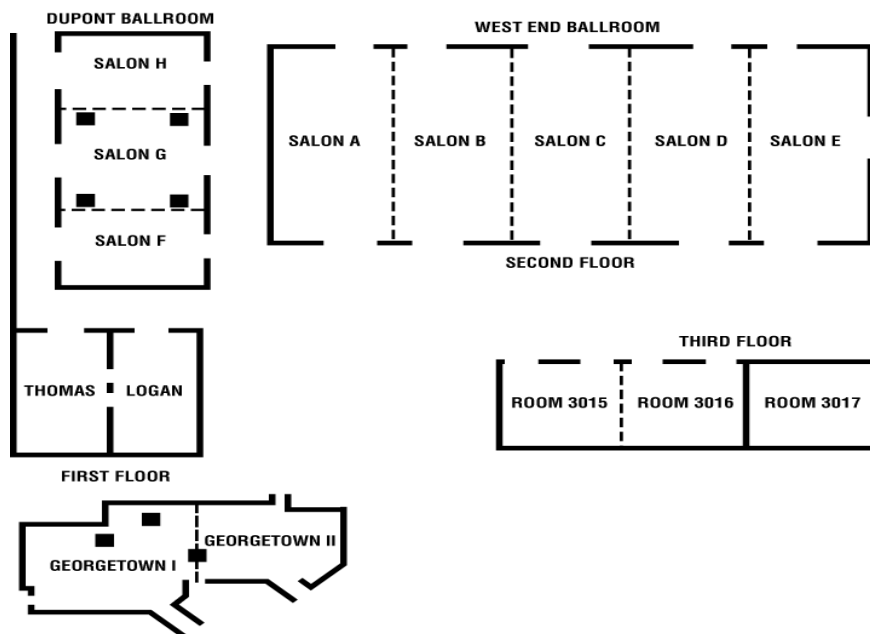 DUPONT BALLROOM
SALON H
SALON G
SALON F
THOMAS
LOGAN
FIRST FLOOR
GEORGETOWN I
GEORGETOWN II
WEST END BALLROOM
SALON A
SALON B
SALON C
SALON D
SALON E
SECOND FLOOR
THIRD FLOOR
ROOM 3015
ROOM 3016
ROOM 3017